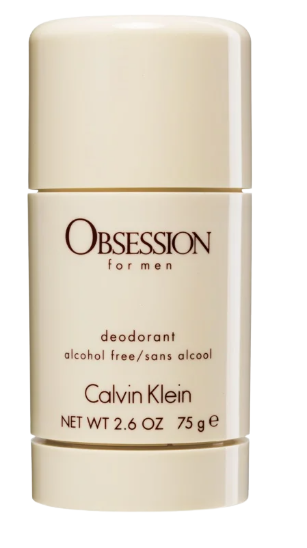 OBSESSION
for men
deodorant
alcohol free/sans alcool
Calvin Klein
NET WT 2.6 OZ 75 g e